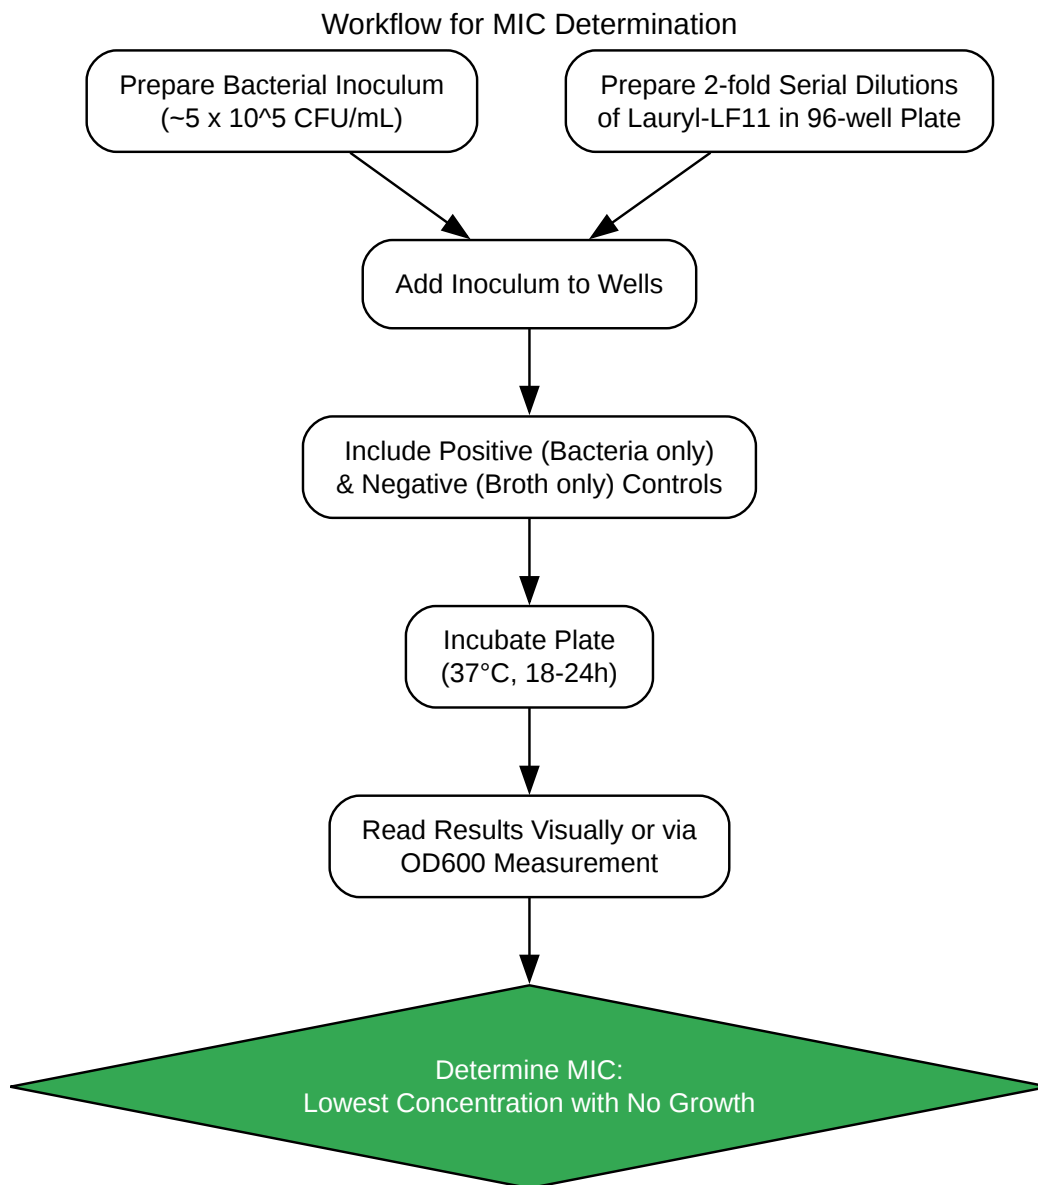 Workflow for MIC Determination
Prepare Bacterial Inoculum
(~5 x 10^5 CFU/mL)
Prepare 2-fold Serial Dilutions
of Lauryl-LF11 in 96-well Plate
Add Inoculum to Wells
Include Positive (Bacteria only)
& Negative (Broth only) Controls
Incubate Plate
(37°C, 18-24h)
Read Results Visually or via
OD600 Measurement
Determine MIC:
Lowest Concentration with No Growth